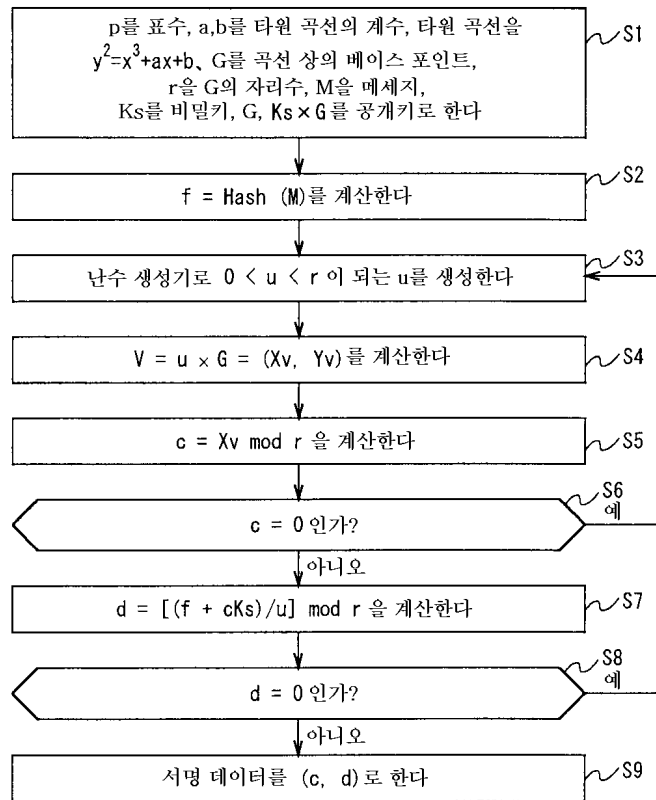 p를 표수, a,b를 타원 곡선의 계수, 타원 곡선을
y²=x³+ax+b、G를 곡선 상의 베이스 포인트,
r을 G의 자리수, M을 메세지,
Ks를 비밀키, G, Ks×G를 공개키로 한다
S1
f = Hash (M)를 계산한다
S2
난수 생성기로 0 < u < r 이 되는 u를 생성한다
S3
V = u × G = (Xv, Yv)를 계산한다
S4
c = Xv mod r 을 계산한다
S5
c = 0인가?
S6
예
아니오
d = [(f + cKs)/u] mod r 을 계산한다
S7
d = 0인가?
S8
예
아니오
서명 데이터를 (c, d)로 한다
S9